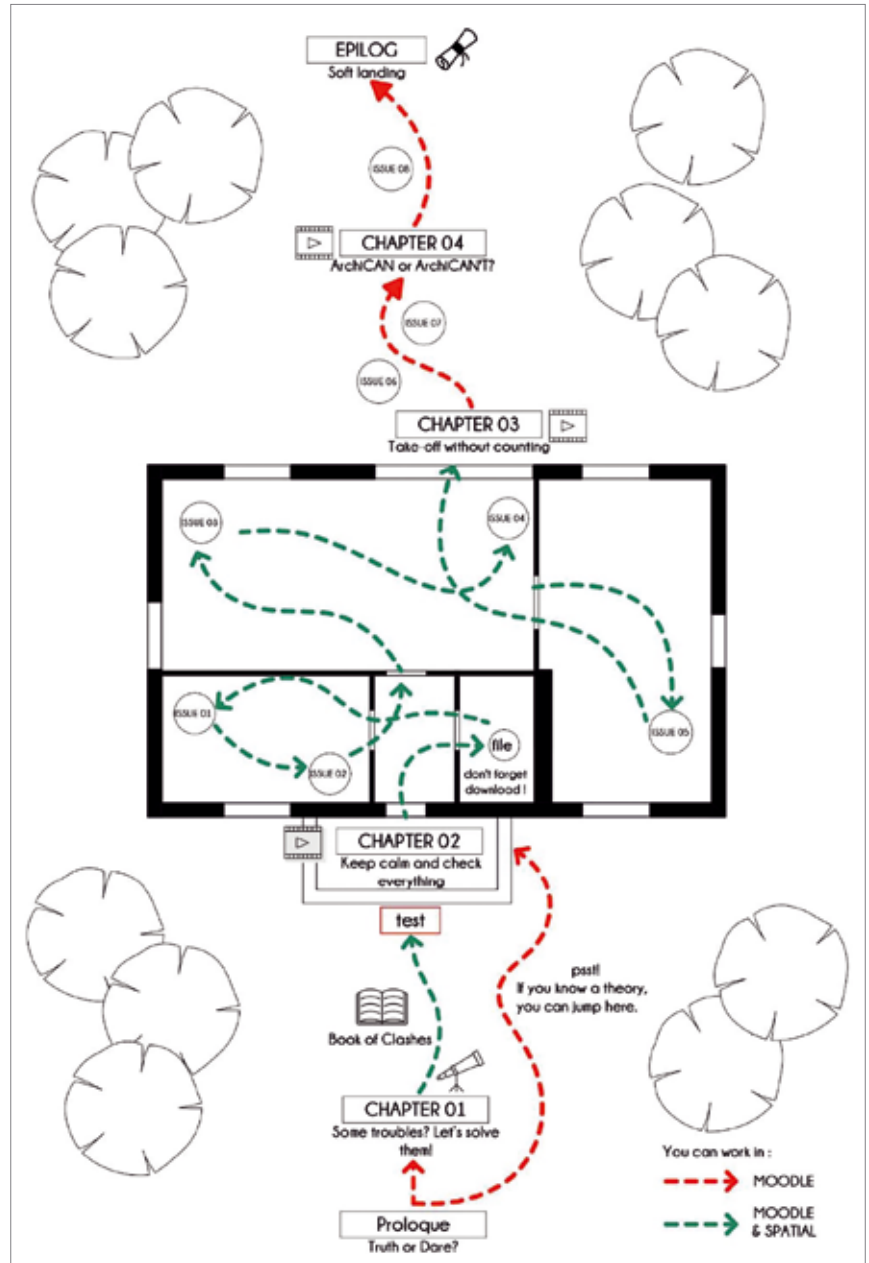 EPILOG
Soft landing
ISSUE 08
CHAPTER 04
ArchiCAN or ArchiCAN'T?
ISSUE 07
ISSUE 06
CHAPTER 03
Take-off without counting
ISSUE 03
ISSUE 04
ISSUE 01
ISSUE 02
file
don't forget
download !
ISSUE 05
CHAPTER 02
Keep calm and check
everything
test
psst!
If you know a theory,
you can jump here.
Book of Clashes
CHAPTER 01
Some troubles? Let's solve
them!
Proloque
Truth or Dare?
You can work in :
MOODLE
MOODLE
& SPATIAL